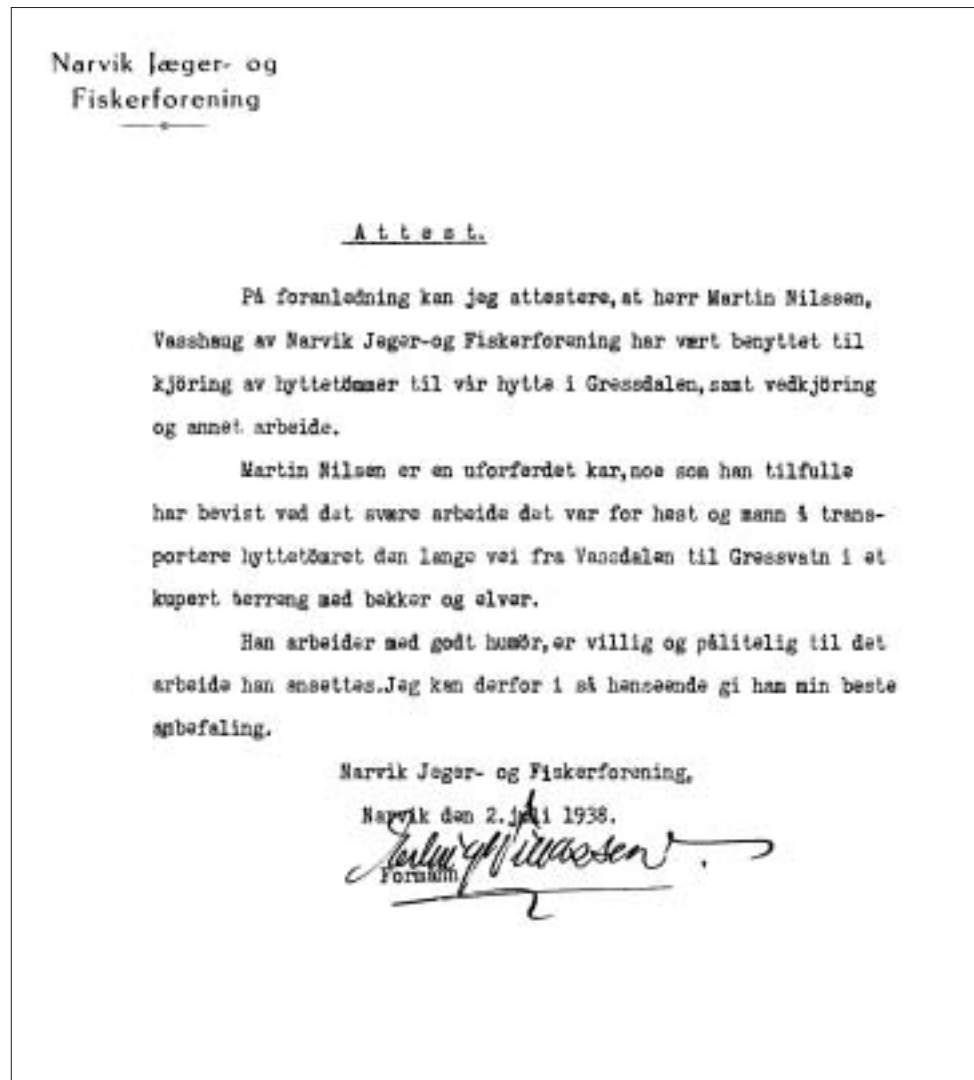 Narvik Jæger- og
Fiskerforening
Attest.
På foranledning kan jeg attestere, at herr Martin Nilssen,
Vasshaug av Narvik Jeger-og Fiskerforening har vært benyttet til
kjöring av hyttetömmer til vår hytte i Gressdalen, samt vedkjöring
og annet arbeide.
Martin Nilsen er en uforferdet kar, noe som han tilfulle
har bevist ved det svære arbeide det var for hest og mann å trans-
portere hyttetömret den lange vei fra Vassdalen til Gressvatn i et
kupert terreng med bekker og elver.
Han arbeider med godt humör, er villig og pålitelig til det
arbeide han ansettes. Jeg kan derfor i så henseende gi ham min beste
anbefaling.
Narvik Jeger- og Fiskerforening,
Narvik den 2. juli 1938.
Formann